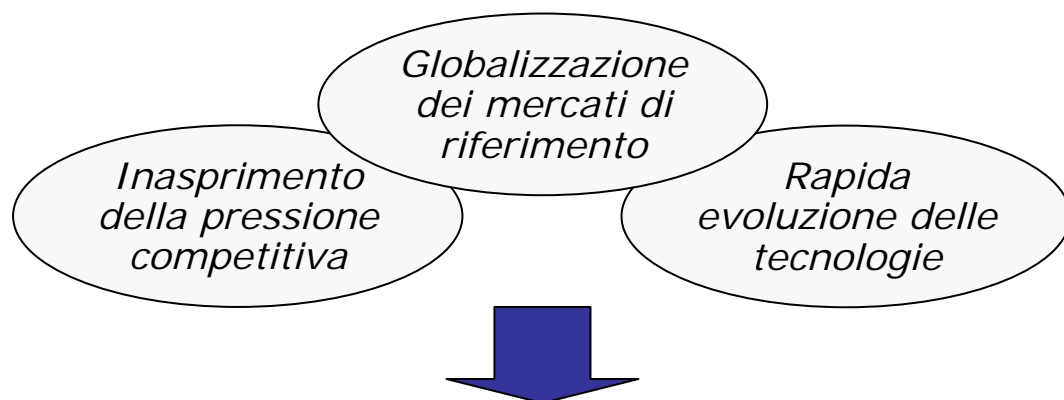 Globalizzazione
dei mercati di
riferimento
Inasprimento
della pressione
competitiva
Rapida
evoluzione delle
tecnologie